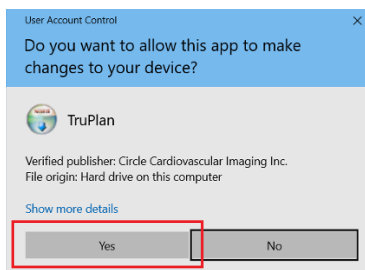 User Account Control
Do you want to allow this app to make
changes to your device?
TruPlan
Verified publisher: Circle Cardiovascular Imaging Inc.
File origin: Hard drive on this computer
Show more details
Yes
No